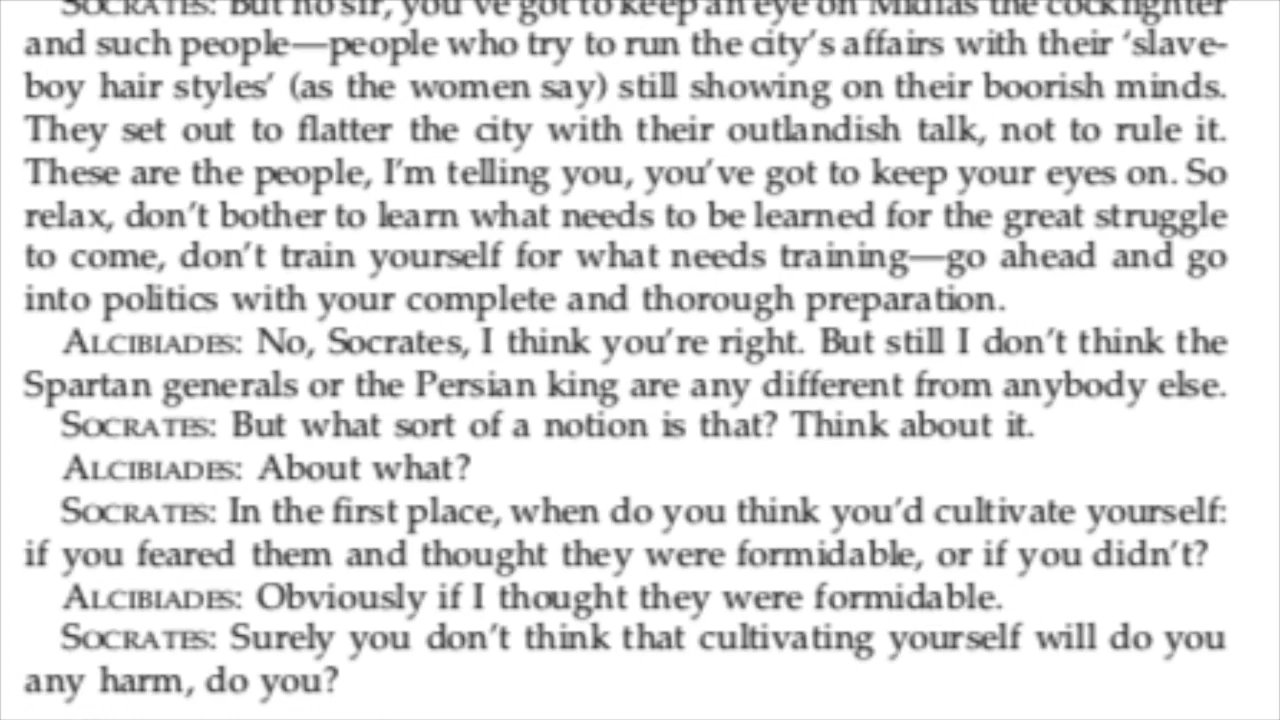 SOCRATES: But no sir, you've got to keep an eye on Midias the cockfighter
and such people—people who try to run the city's affairs with their 'slave-
boy hair styles' (as the women say) still showing on their boorish minds.
They set out to flatter the city with their outlandish talk, not to rule it.
These are the people, I'm telling you, you've got to keep your eyes on. So
relax, don't bother to learn what needs to be learned for the great struggle
to come, don't train yourself for what needs training—go ahead and go
into politics with your complete and thorough preparation.
ALCIBIADES: No, Socrates, I think you're right. But still I don't think the
Spartan generals or the Persian king are any different from anybody else.
SOCRATES: But what sort of a notion is that? Think about it.
ALCIBIADES: About what?
SOCRATES: In the first place, when do you think you'd cultivate yourself:
if you feared them and thought they were formidable, or if you didn't?
ALCIBIADES: Obviously if I thought they were formidable.
SOCRATES: Surely you don't think that cultivating yourself will do you
any harm, do you?